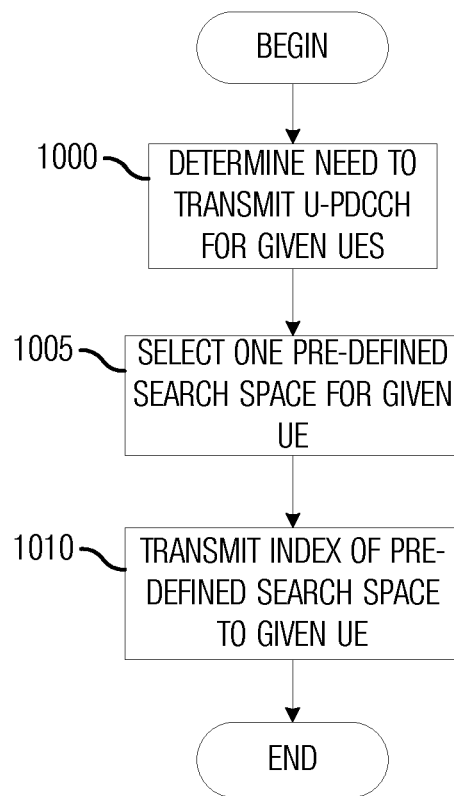 BEGIN
1000
DETERMINE NEED TO
TRANSMIT U-PDCCH
FOR GIVEN UES
1005
SELECT ONE PRE-DEFINED
SEARCH SPACE FOR GIVEN
UE
1010
TRANSMIT INDEX OF PRE-
DEFINED SEARCH SPACE
TO GIVEN UE
END